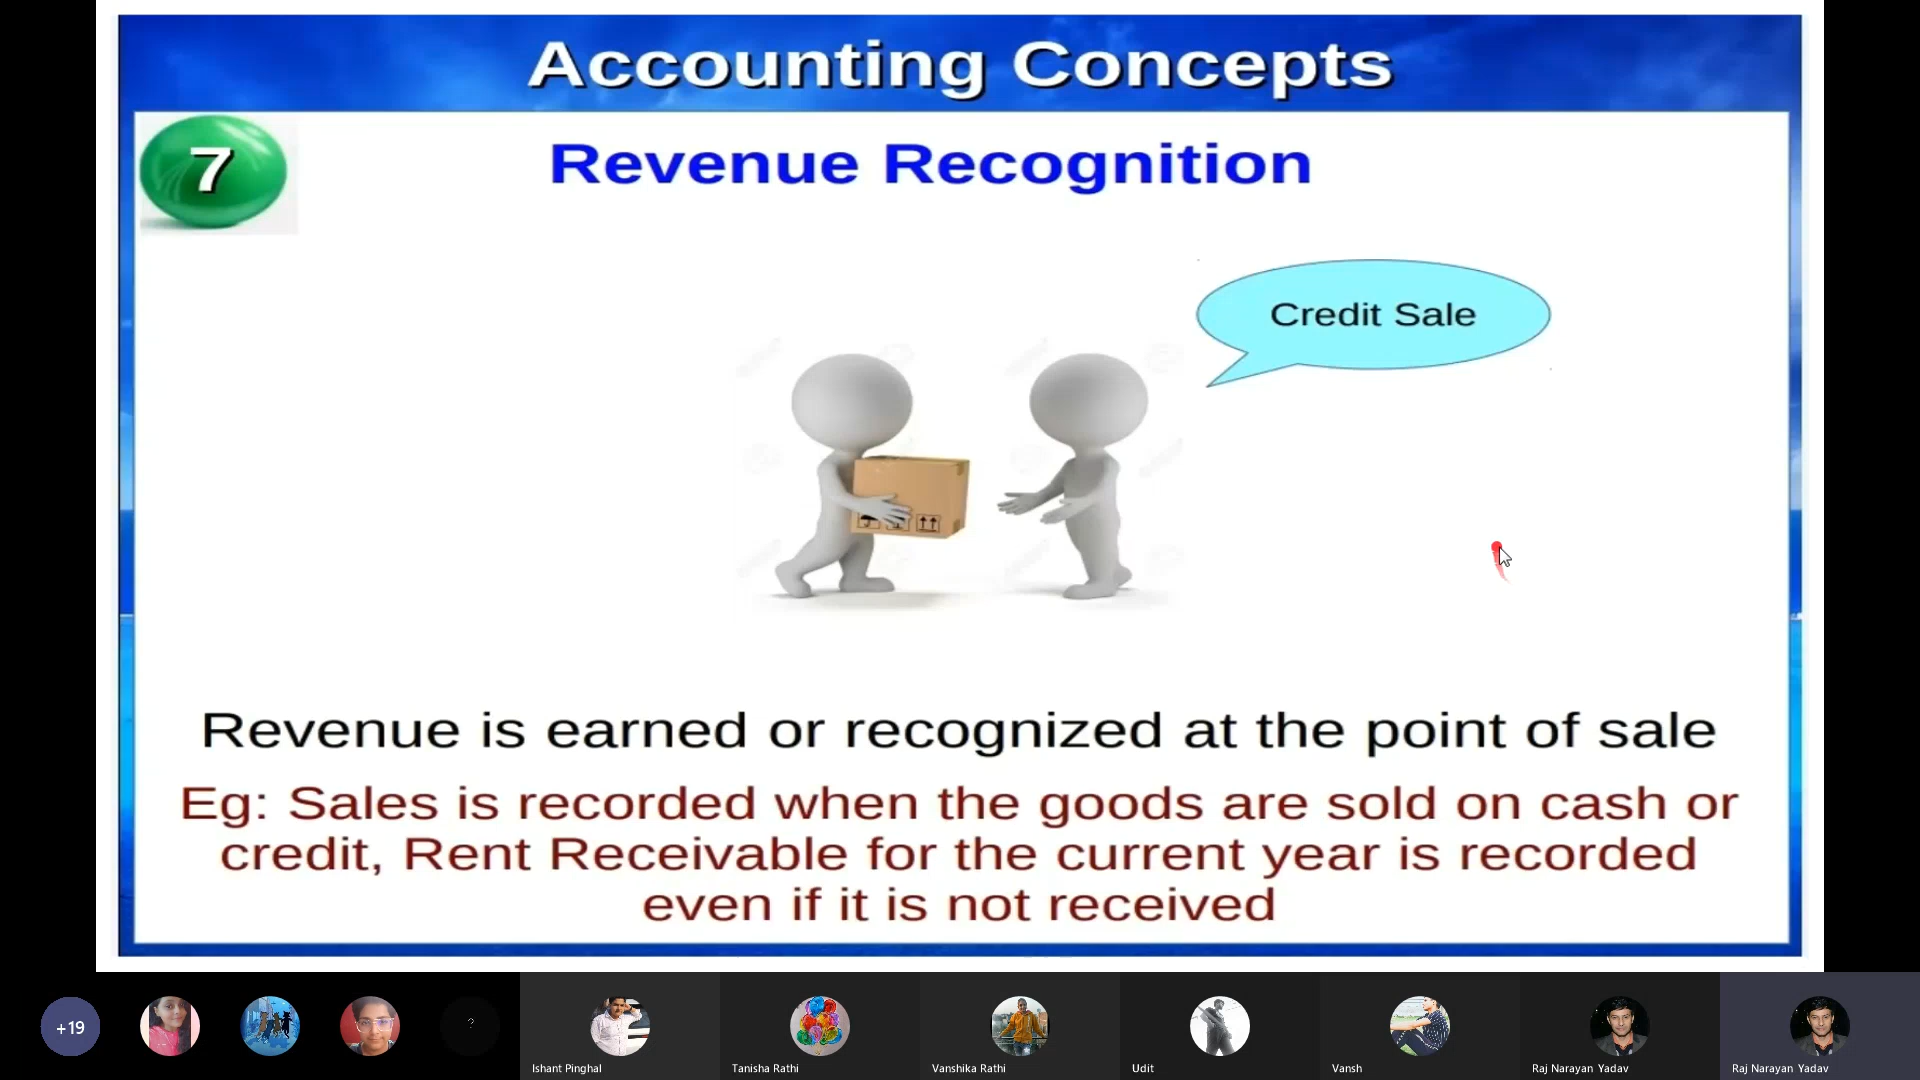 Accounting Concepts
7
Revenue Recognition
Credit Sale
Revenue is earned or recognized at the point of sale
Eg: Sales is recorded when the goods are sold on cash or
credit, Rent Receivable for the current year is recorded
even if it is not received
+19
?
Ishant Pinghal
Tanisha Rathi
Vanshika Rathi
Udit
Vansh
Raj Narayan Yadav
Raj Narayan Yadav